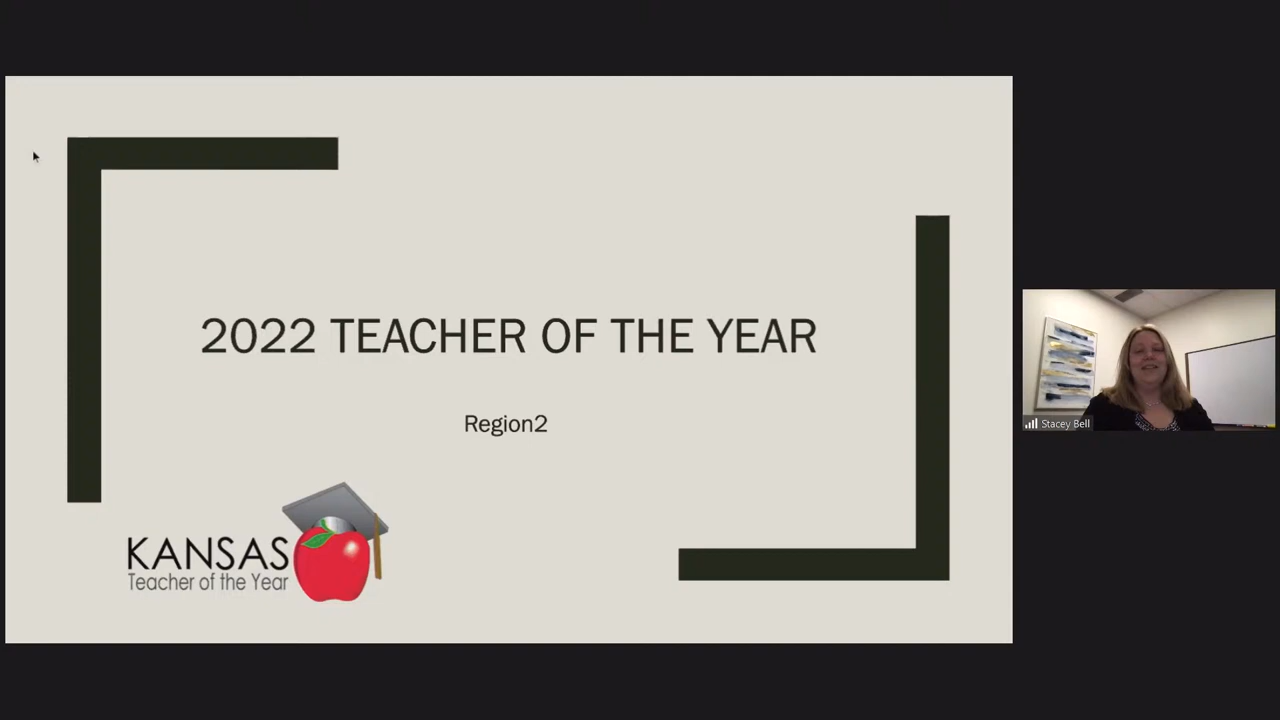 2022 TEACHER OF THE YEAR
Region2
KANSAS
Teacher of the Year
Stacey Bell